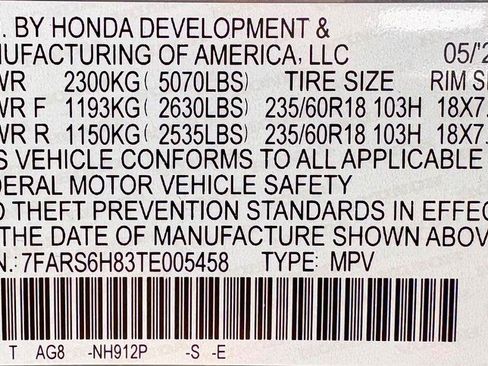 . BY HONDA DEVELOPMENT &
NUFACTURING OF AMERICA, LLC 05/'2
WR 2300KG( 5070LBS) TIRE SIZE RIM SI
WR F 1193KG( 2630LBS) 235/60R18 103H 18X7.
WR R 1150KG( 2535LBS) 235/60R18 103H 18X7.
S VEHICLE CONFORMS TO ALL APPLICABLE
DERAL MOTOR VEHICLE SAFETY
D THEFT PREVENTION STANDARDS IN EFFEC
THE DATE OF MANUFACTURE SHOWN ABOV
N.: 7FARS6H83TE005458 TYPE: MPV
T AG8 -NH912P -S -E